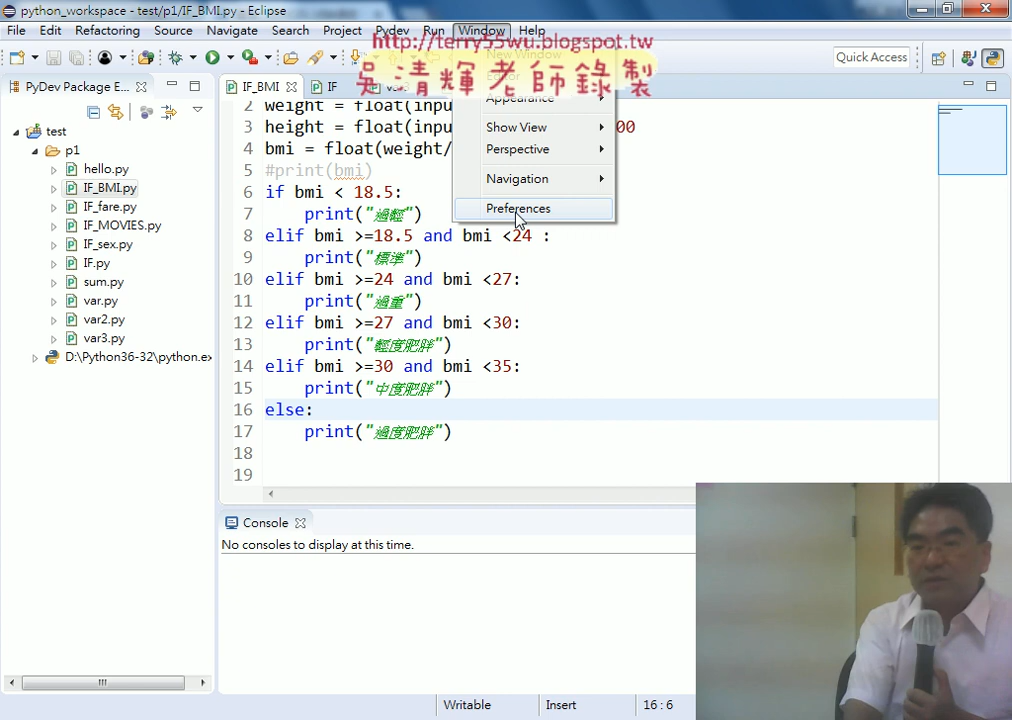 python_workspace - test/p1/IF_BMI.py - Eclipse
File Edit Refactoring Source Navigate Search Project Pydev Run Window Help
http://terry55wu.blogspot.tw
吳清輝老師錄製
Quick Access
PyDev Package E...
IF_BMI
IF
New Window
Editor
Appearance
Show View
Perspective
Navigation
Preferences
test
p1
hello.py
IF_BMI.py
IF_fare.py
IF_MOVIES.py
IF_sex.py
IF.py
sum.py
var.py
var2.py
var3.py
D:\Python36-32\python.ex
2 weight = float(inpu
3 height = float(inpu 00
4 bmi = float(weight/
5 #print(bmi)
6 if bmi < 18.5:
7 print("過輕")
8 elif bmi >=18.5 and bmi <24 :
9 print("標準")
10 elif bmi >=24 and bmi <27:
11 print("過重")
12 elif bmi >=27 and bmi <30:
13 print("輕度肥胖")
14 elif bmi >=30 and bmi <35:
15 print("中度肥胖")
16 else:
17 print("過度肥胖")
18
19
Console
No consoles to display at this time.
Writable Insert 16 : 6